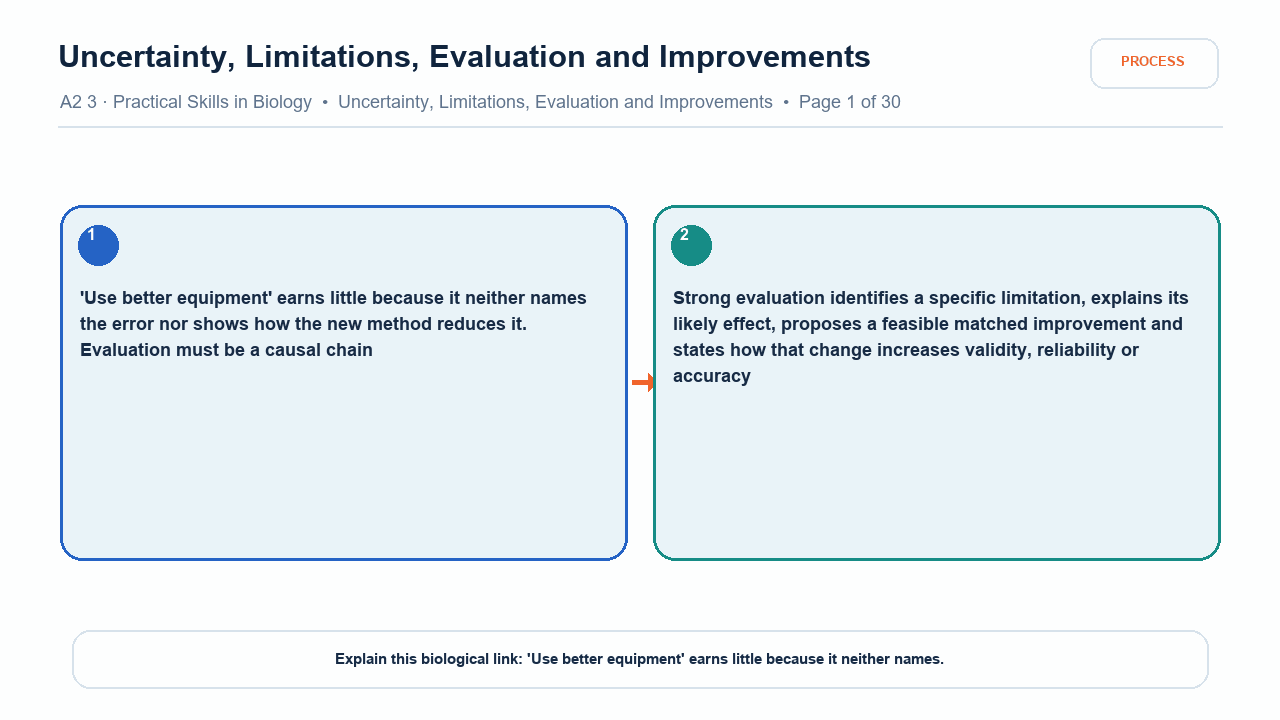 Uncertainty, Limitations, Evaluation and Improvements
PROCESS
A2 3 · Practical Skills in Biology • Uncertainty, Limitations, Evaluation and Improvements • Page 1 of 30
1
'Use better equipment' earns little because it neither names
the error nor shows how the new method reduces it.
Evaluation must be a causal chain
2
Strong evaluation identifies a specific limitation, explains its
likely effect, proposes a feasible matched improvement and
states how that change increases validity, reliability or
accuracy
Explain this biological link: 'Use better equipment' earns little because it neither names.